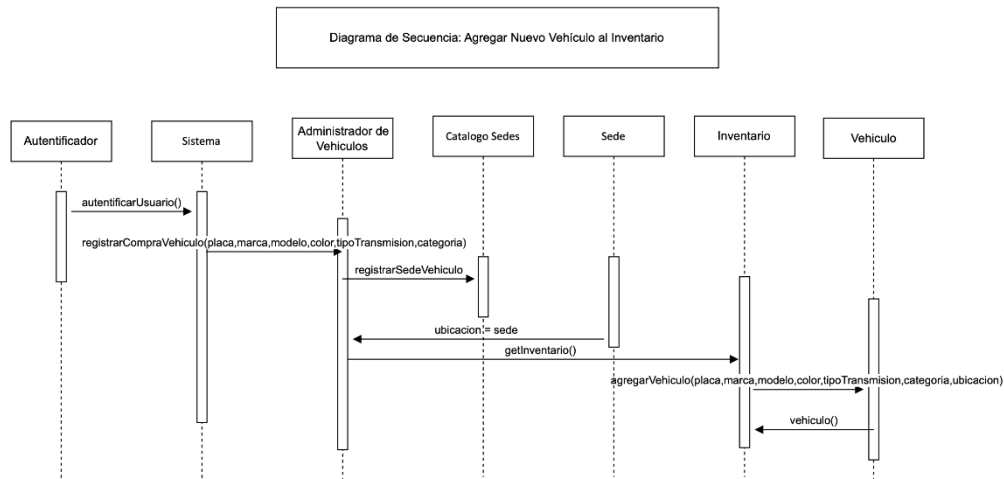 Diagrama de Secuencia: Agregar Nuevo Vehículo al Inventario
Autentificador
Sistema
Administrador de
Vehiculos
Catalogo Sedes
Sede
Inventario
Vehiculo
autentificarUsuario()
registrarCompraVehiculo(placa,marca,modelo,color,tipoTransmision,categoria)
registrarSedeVehiculo
ubicacion = sede
getInventario()
agregarVehiculo(placa,marca,modelo,color,tipoTransmision,categoria,ubicacion)
vehiculo()